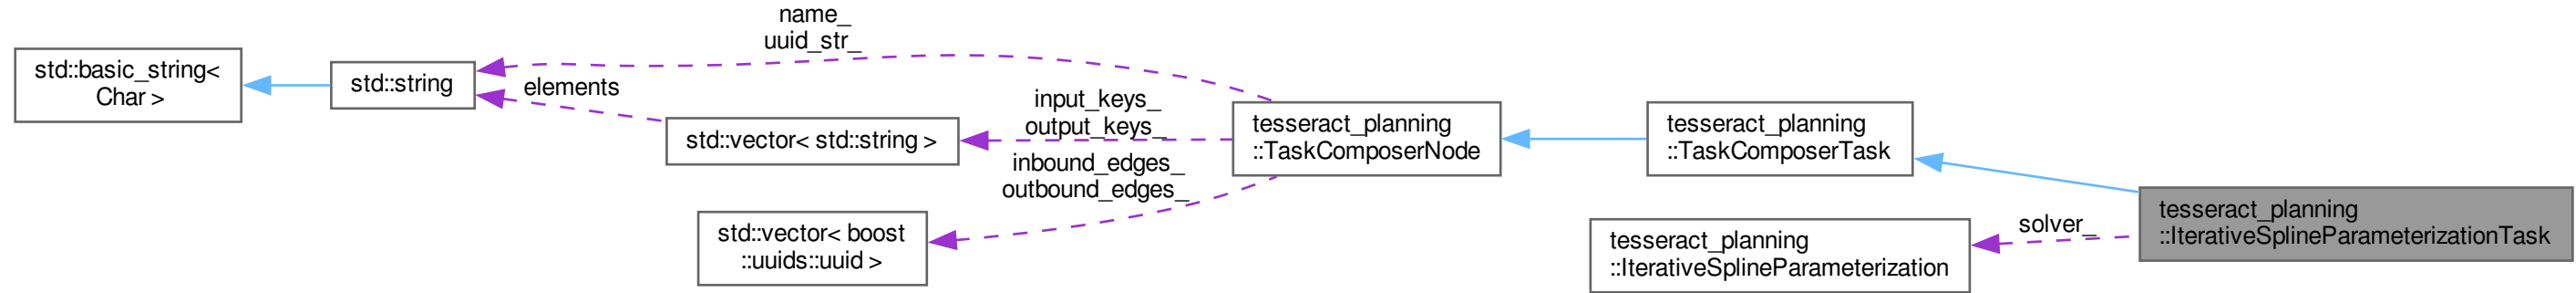 std::basic_string<
Char >
std::string
name_
uuid_str_
elements
std::vector< std::string >
input_keys_
output_keys_
inbound_edges_
outbound_edges_
std::vector< boost
::uuids::uuid >
tesseract_planning
::TaskComposerNode
tesseract_planning
::TaskComposerTask
tesseract_planning
::IterativeSplineParameterization
solver_
tesseract_planning
::IterativeSplineParameterizationTask